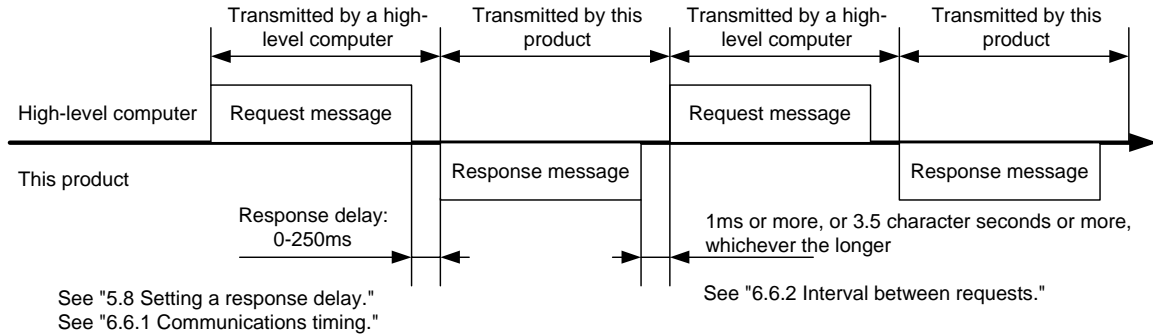 Transmitted by a high-
level computer
Transmitted by this
product
Transmitted by a high-
level computer
Transmitted by this
product
High-level computer
Request message
Request message
This product
Response message
Response message
Response delay:
0-250ms
1ms or more, or 3.5 character seconds or more,
whichever the longer
See "5.8 Setting a response delay."
See "6.6.1 Communications timing."
See "6.6.2 Interval between requests."